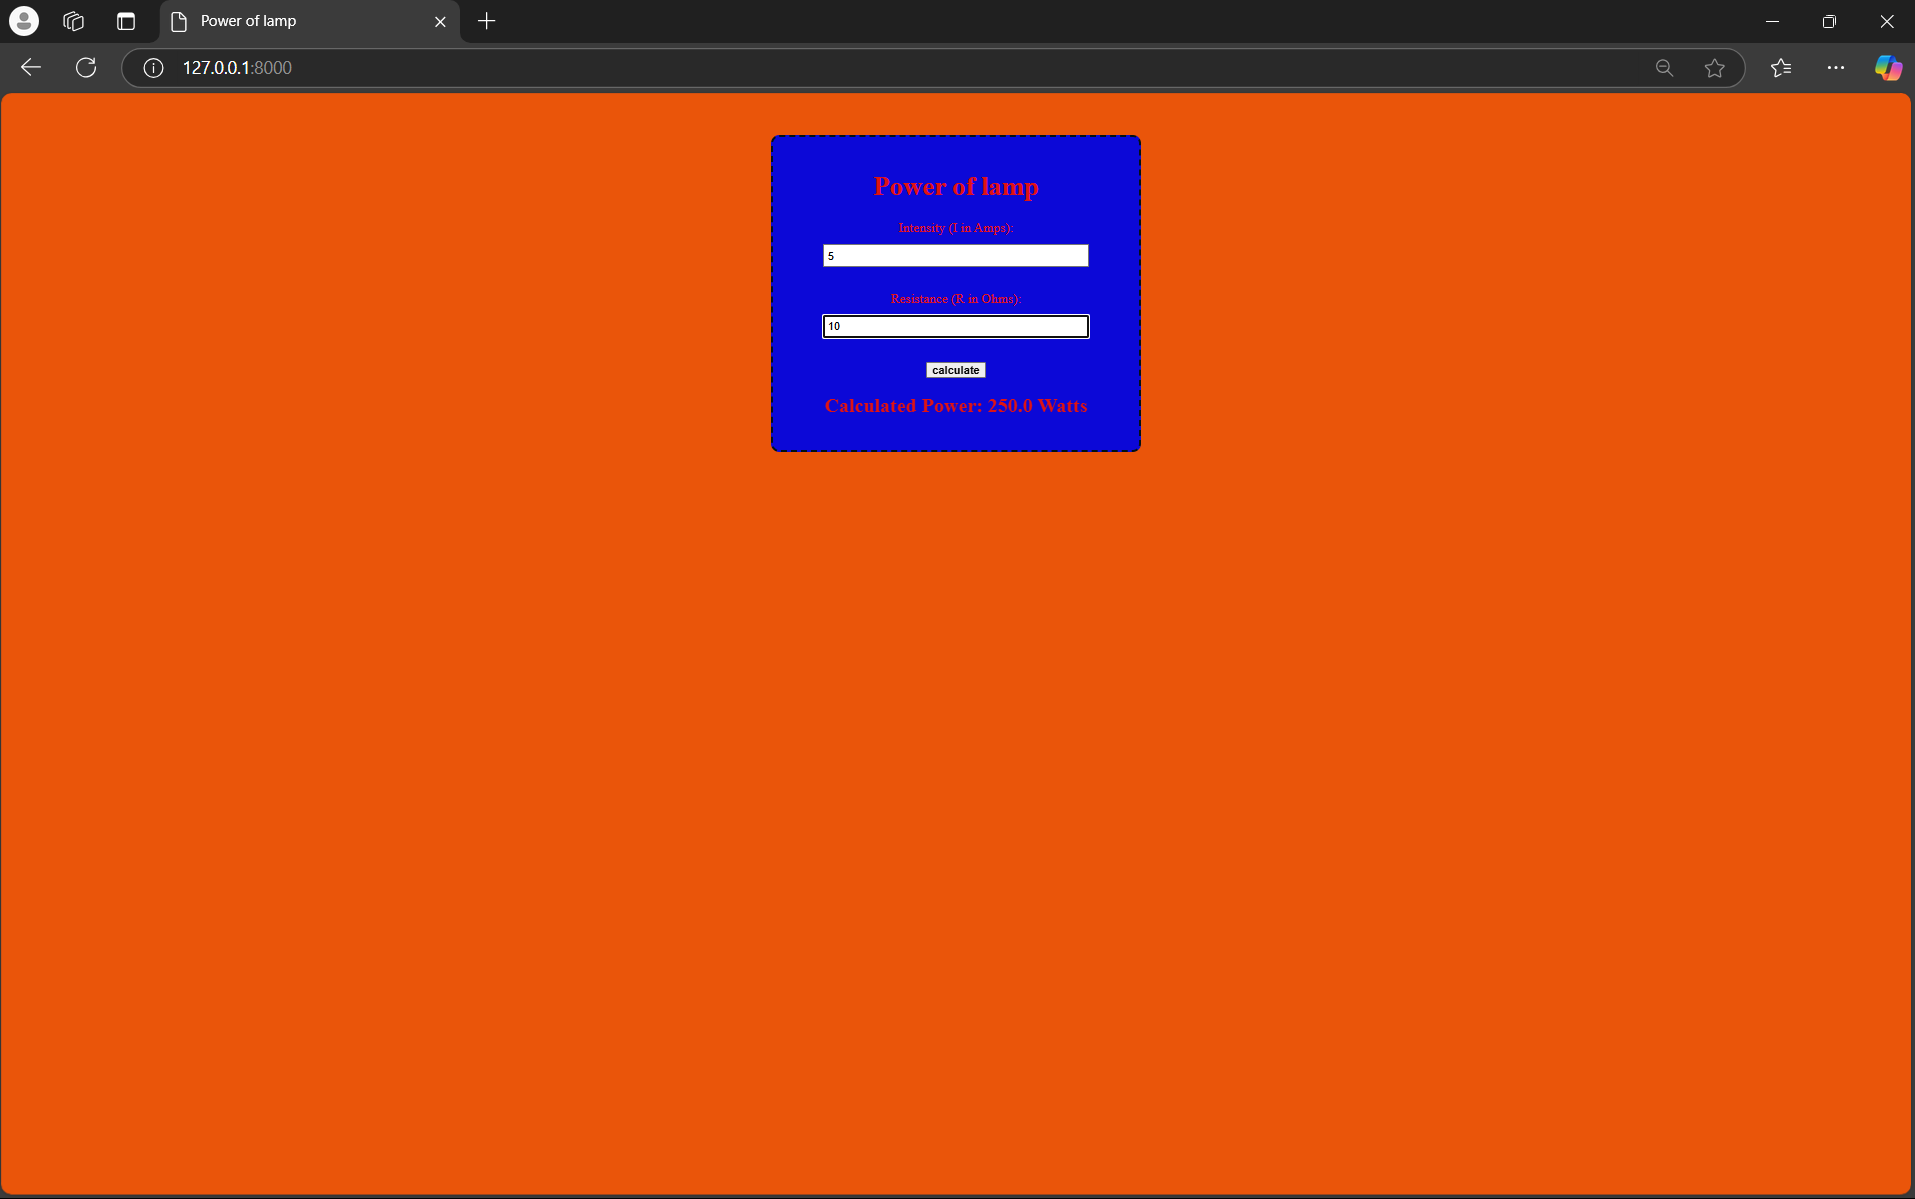 Power of lamp
127.0.0.1:8000
Power of lamp
Intensity (I in Amps):
5
Resistance (R in Ohms):
10
calculate
Calculated Power: 250.0 Watts